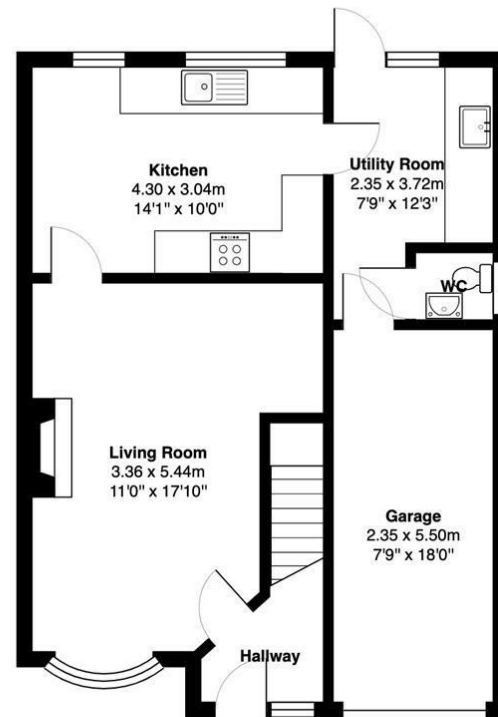 Kitchen
4.30 x 3.04m
14'1" x 10'0"
Utility Room
2.35 x 3.72m
7'9" x 12'3"
WC
Living Room
3.36 x 5.44m
11'0" x 17'10"
Garage
2.35 x 5.50m
7'9" x 18'0"
Hallway